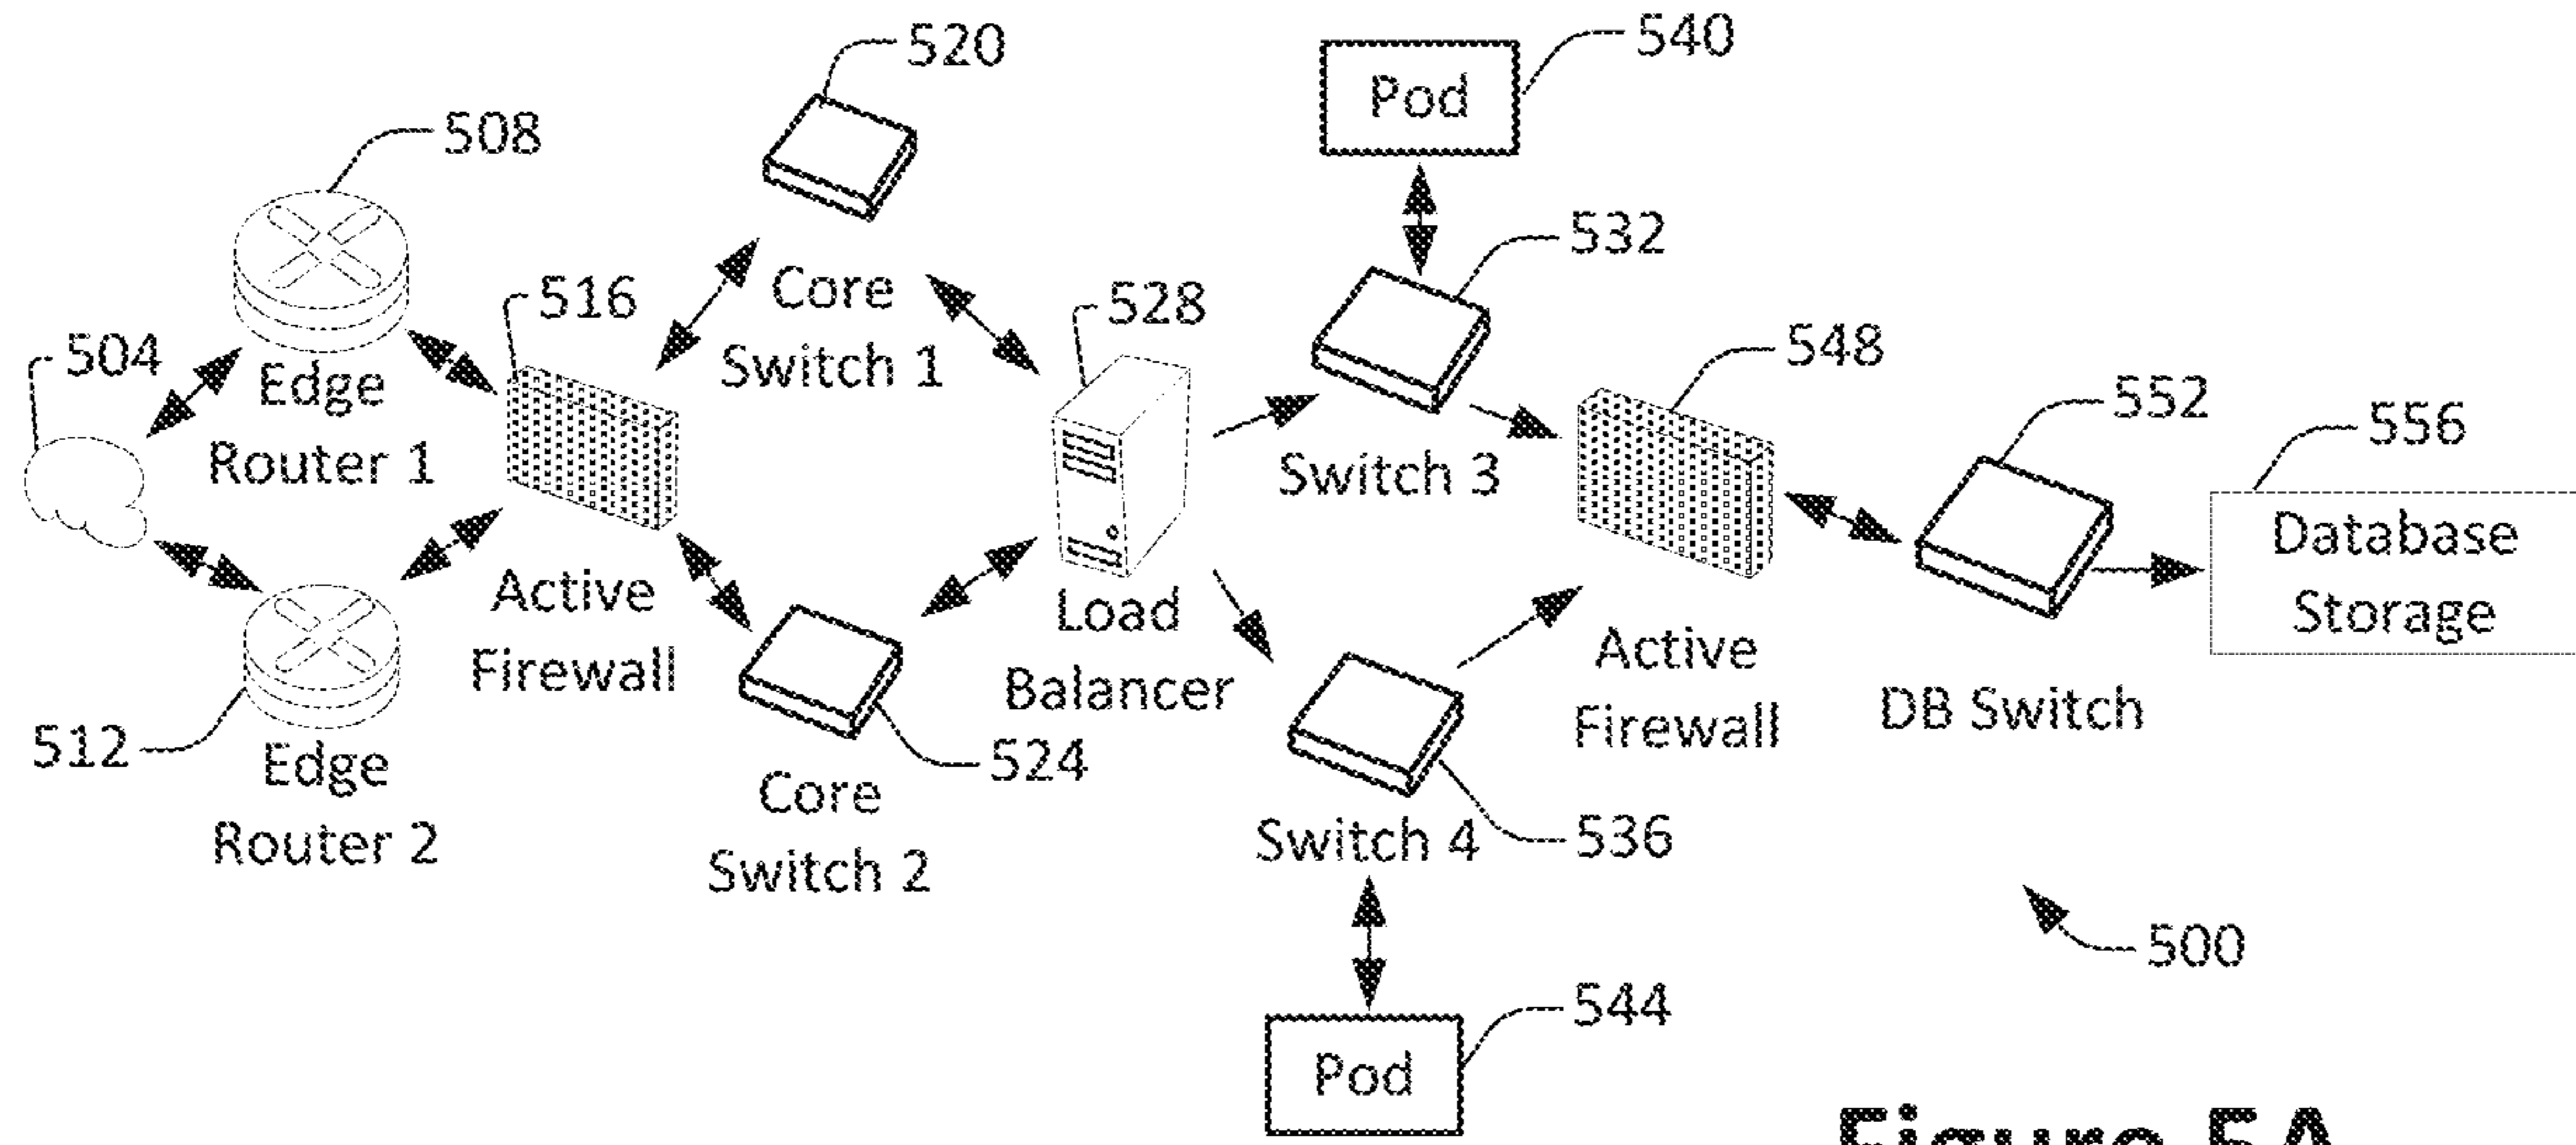 520
540
Pod
508
532
516
Core
Switch 1
528
548
504
Edge
Router 1
552
556
Switch 3
Database
Storage
Active
Firewall
Load
Balancer
Active
Firewall
DB Switch
512
Edge
Router 2
524
Core
Switch 2
Switch 4
536
500
544
Pod
Figure 5A